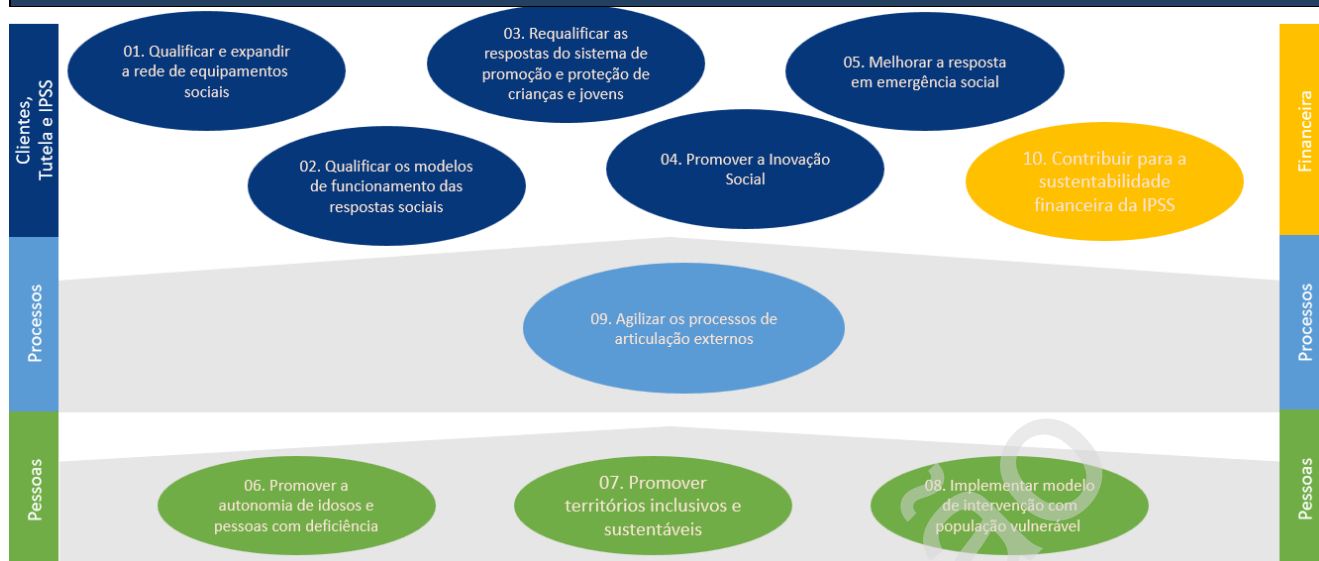 Clientes,
Tutela e IPSS
01. Qualificar e expandir
a rede de equipamentos
sociais
03. Requalificar as
respostas do sistema de
promoção e proteção de
crianças e jovens
05. Melhorar a resposta
em emergência social
02. Qualificar os modelos
de funcionamento das
respostas sociais
04. Promover a Inovação
Social
10. Contribuir para a
sustentabilidade
financeira da IPSS
Financeira
Processos
09. Agilizar os processos de
articulação externos
Processos
Pessoas
06. Promover a
autonomia de idosos e
pessoas com deficiência
07. Promover
territórios inclusivos e
sustentáveis
08. Implementar modelo
de intervenção com
população vulnerável
Pessoas